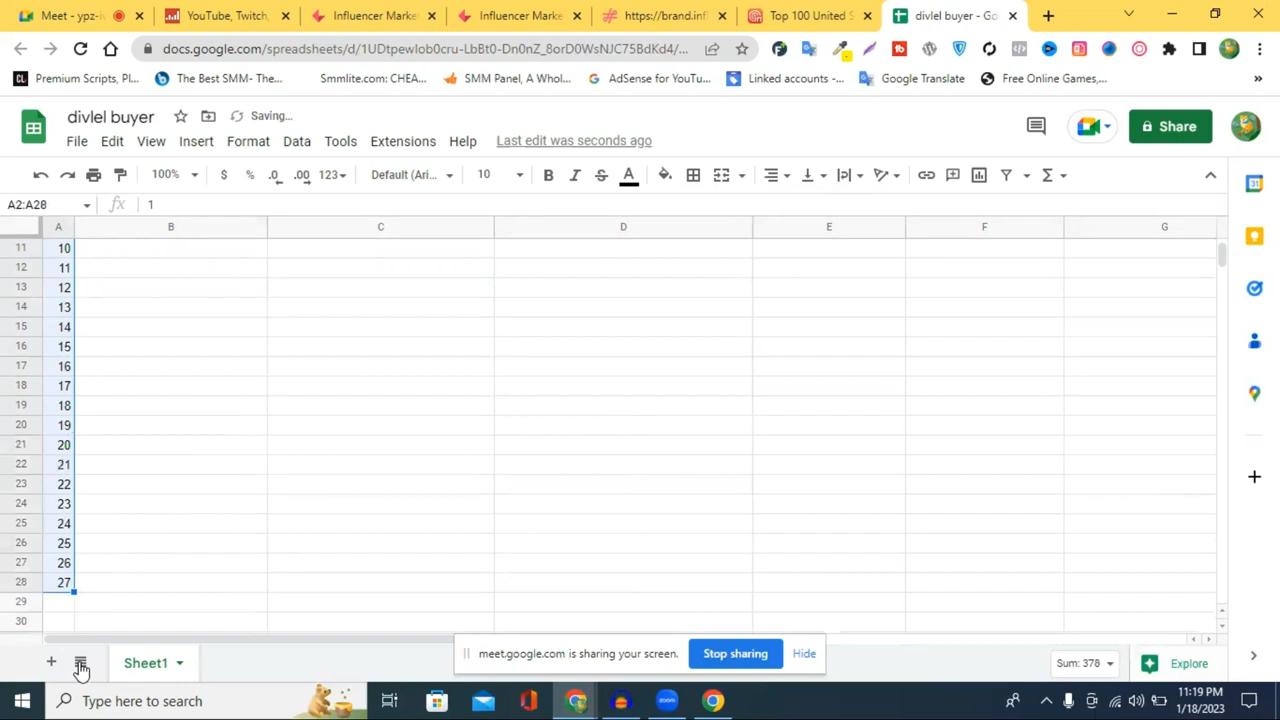 Meet - ypz-i
YouTube, Twitch,
Influencer Marke
Influencer Marke
https://brand.infl
Top 100 United S
divlel buyer - Go
docs.google.com/spreadsheets/d/1UDtpewIob0cru-LbBt0-Dn0nZ_8orD0WsNJC75BdKd4/...
Premium Scripts, Pl...
The Best SMM- The...
Smmlite.com: CHEA...
SMM Panel, A Whol...
AdSense for YouTu...
Linked accounts -...
Google Translate
Free Online Games,...
divlel buyer
Saving...
File Edit View Insert Format Data Tools Extensions Help Last edit was seconds ago
Share
100% $ % .0 .00 123 Default (Ari... 10 B I S A
A2:A28 fx 1
A B C D E F G
11 10
12 11
13 12
14 13
15 14
16 15
17 16
18 17
19 18
20 19
21 20
22 21
23 22
24 23
25 24
26 25
27 26
28 27
29
30
Sheet1
meet.google.com is sharing your screen.
Stop sharing
Hide
Sum: 378
Explore
Type here to search
11:19 PM
1/18/2023